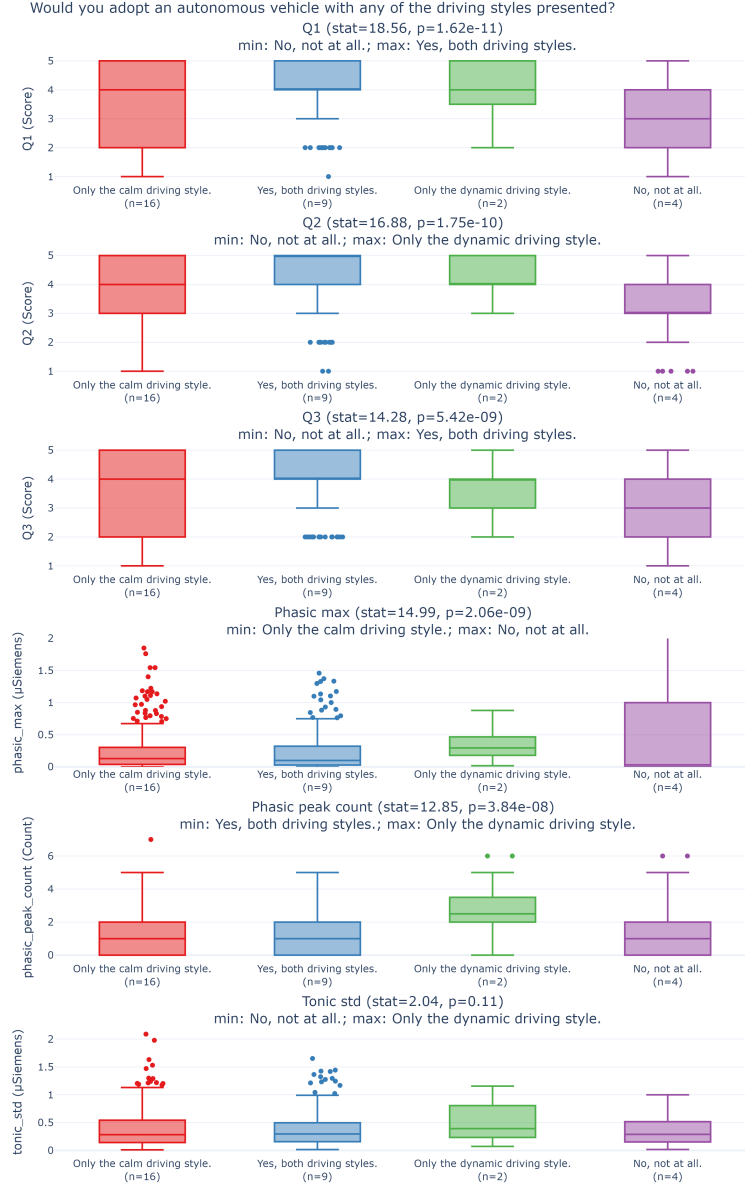 Would you adopt an autonomous vehicle with any of the driving styles presented?
Q1 (stat=18.56, p=1.62e-11)
min: No, not at all.; max: Yes, both driving styles.
5
4
3
2
1
Q1 (Score)
Only the calm driving style. Yes, both driving styles. Only the dynamic driving style. No, not at all.
(n=16) (n=9) (n=2) (n=4)
Q2 (stat=16.88, p=1.75e-10)
min: No, not at all.; max: Only the dynamic driving style.
5
4
3
2
1
Q2 (Score)
Only the calm driving style. Yes, both driving styles. Only the dynamic driving style. No, not at all.
(n=16) (n=9) (n=2) (n=4)
Q3 (stat=14.28, p=5.42e-09)
min: No, not at all.; max: Yes, both driving styles.
5
4
3
2
1
Q3 (Score)
Only the calm driving style. Yes, both driving styles. Only the dynamic driving style. No, not at all.
(n=16) (n=9) (n=2) (n=4)
Phasic max (stat=14.99, p=2.06e-09)
min: Only the calm driving style.; max: No, not at all.
2
1.5
1
0.5
0
phasic_max (μSiemens)
Only the calm driving style. Yes, both driving styles. Only the dynamic driving style. No, not at all.
(n=16) (n=9) (n=2) (n=4)
Phasic peak count (stat=12.85, p=3.84e-08)
min: Yes, both driving styles.; max: Only the dynamic driving style.
6
4
2
0
phasic_peak_count (Count)
Only the calm driving style. Yes, both driving styles. Only the dynamic driving style. No, not at all.
(n=16) (n=9) (n=2) (n=4)
Tonic std (stat=2.04, p=0.11)
min: No, not at all.; max: Only the dynamic driving style.
2
1.5
1
0.5
0
tonic_std (μSiemens)
Only the calm driving style. Yes, both driving styles. Only the dynamic driving style. No, not at all.
(n=16) (n=9) (n=2) (n=4)